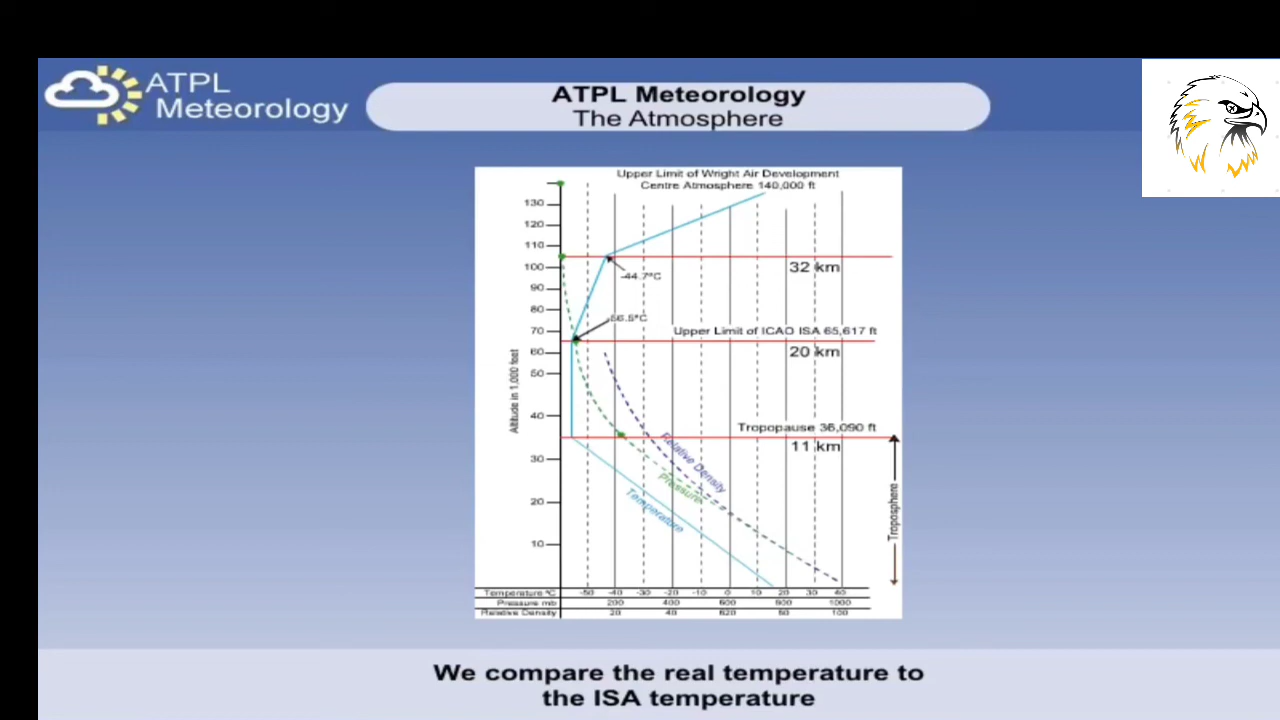 ATPL
Meteorology
ATPL Meteorology
The Atmosphere
Upper Limit of Wright Air Development
Centre Atmosphere 140,000 ft
130
120
110
100
90
80
70
60
50
40
30
20
10
Altitude in 1,000 feet
32 km
-44.7°C
-56.5°C
Upper Limit of ICAO ISA 65,617 ft
20 km
Tropopause 36,090 ft
11 km
Relative Density
Pressure
Temperature
Troposphere
Temperature °C -50 -40 -30 -20 -10 0 10 20 30 40
Pressure mb 200 400 600 800 1000
Relative Density 20 40 620 80 100
We compare the real temperature to
the ISA temperature